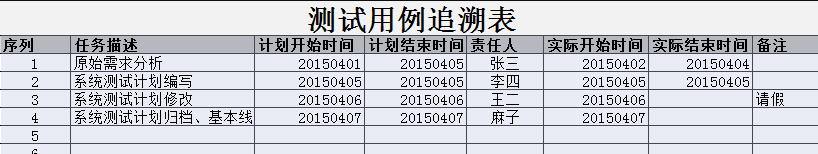 测试用例追溯表
序列 任务描述 计划开始时间 计划结束时间 责任人 实际开始时间 实际结束时间 备注
1 原始需求分析 20150401 20150405 张三 20150402 20150404
2 系统测试计划编写 20150405 20150405 李四 20150405 20150405
3 系统测试计划修改 20150406 20150406 王二 20150406 请假
4 系统测试计划归档、基本线 20150407 20150407 麻子 20150407
5